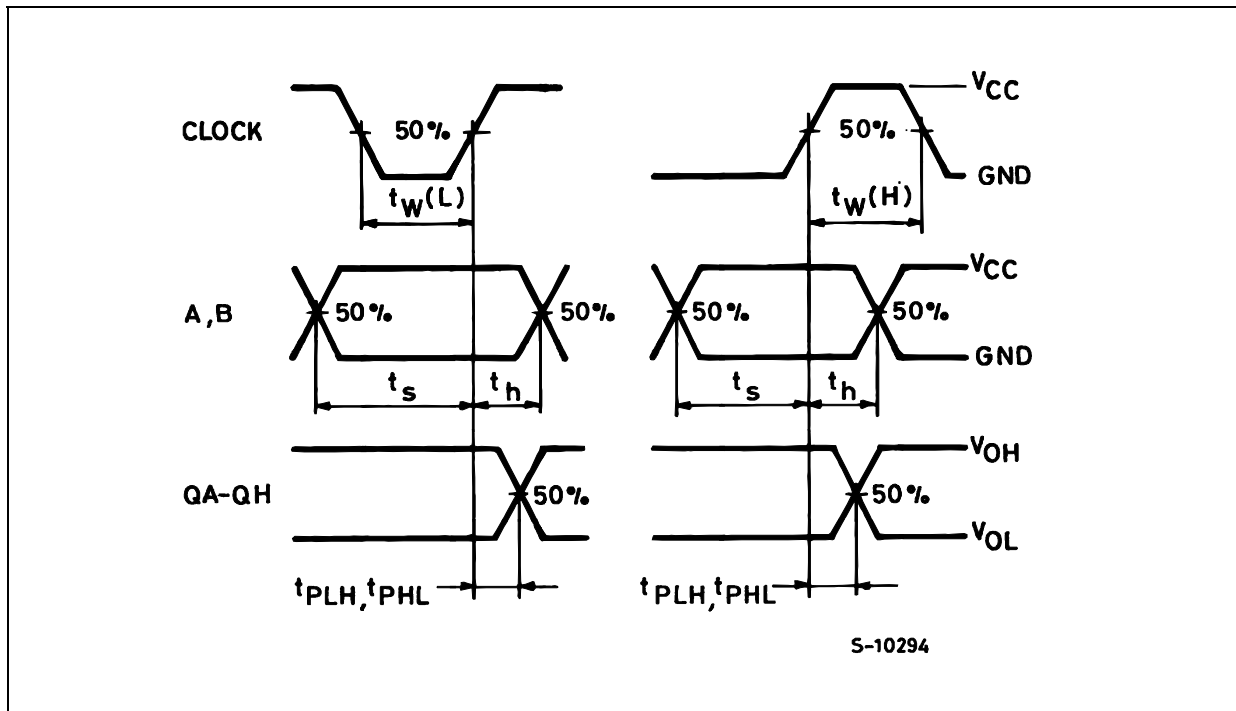 CLOCK 50% 50% VCC
GND
tW(L) tW(H)
A,B 50% 50% 50% 50% VCC
GND
ts th ts th
QA-QH 50% 50% VOH
VOL
tPLH,tPHL tPLH,tPHL
S-10294